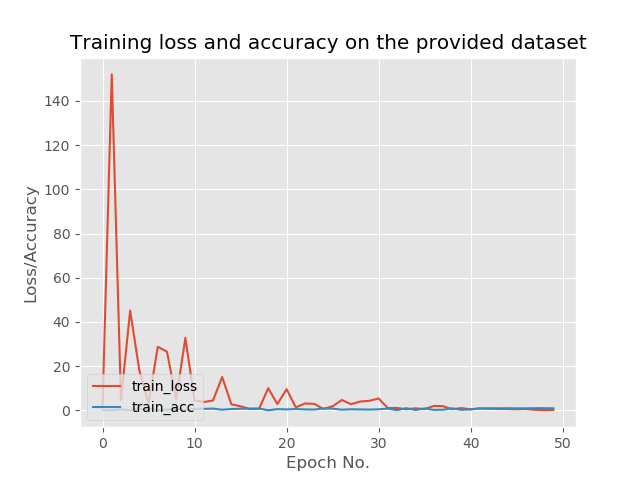 Training loss and accuracy on the provided dataset
140
120
100
80
60
40
20
0
Loss/Accuracy
train_loss
train_acc
0 10 20 30 40 50
Epoch No.